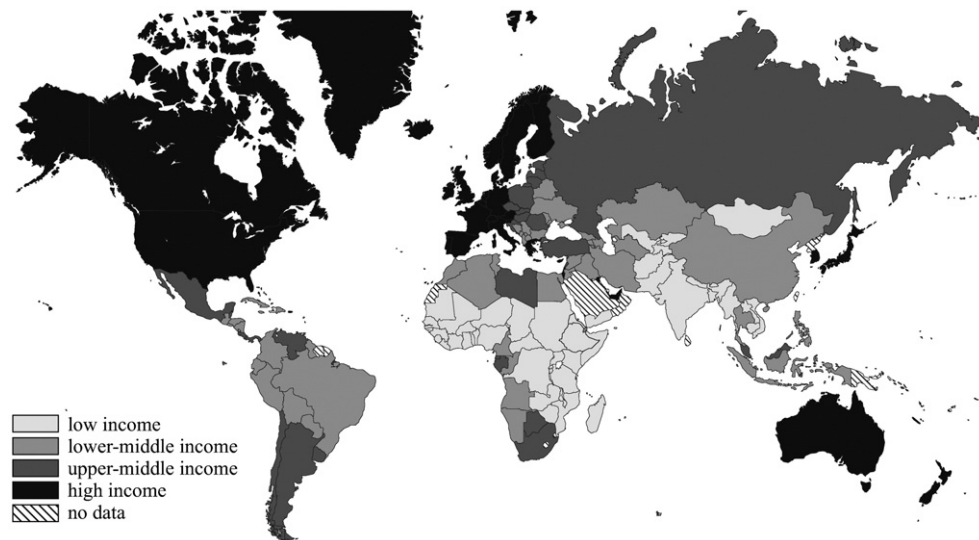 low income
lower-middle income
upper-middle income
high income
no data